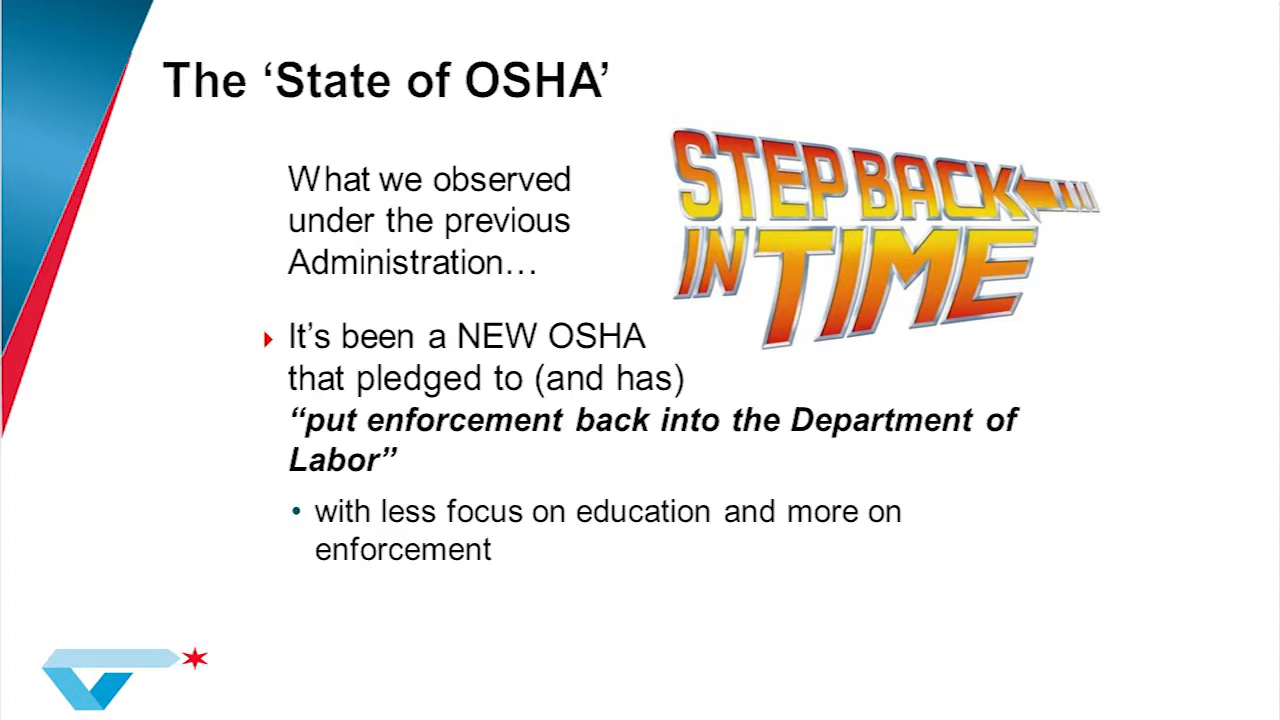 The ‘State of OSHA’
What we observed
under the previous
Administration…
STEP BACK
IN TIME
It’s been a NEW OSHA
that pledged to (and has)
“put enforcement back into the Department of
Labor”
• with less focus on education and more on
enforcement